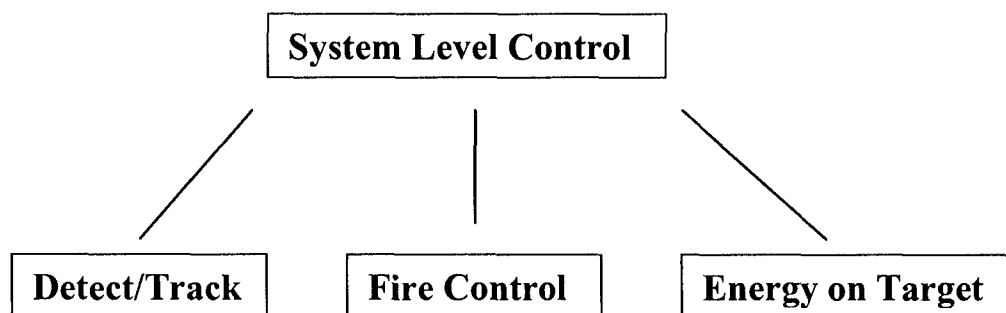 System Level Control
Detect/Track
Fire Control
Energy on Target